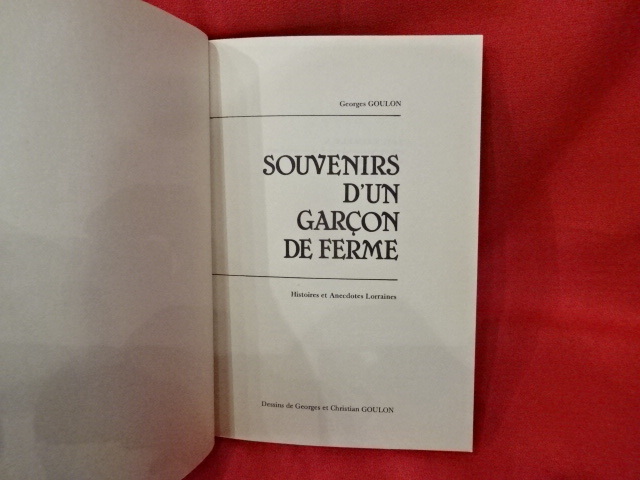 Georges GOULON
SOUVENIRS
D'UN
GARÇON
DE FERME
Histoires et Anecdotes Lorraines
Dessins de Georges et Christian GOULON